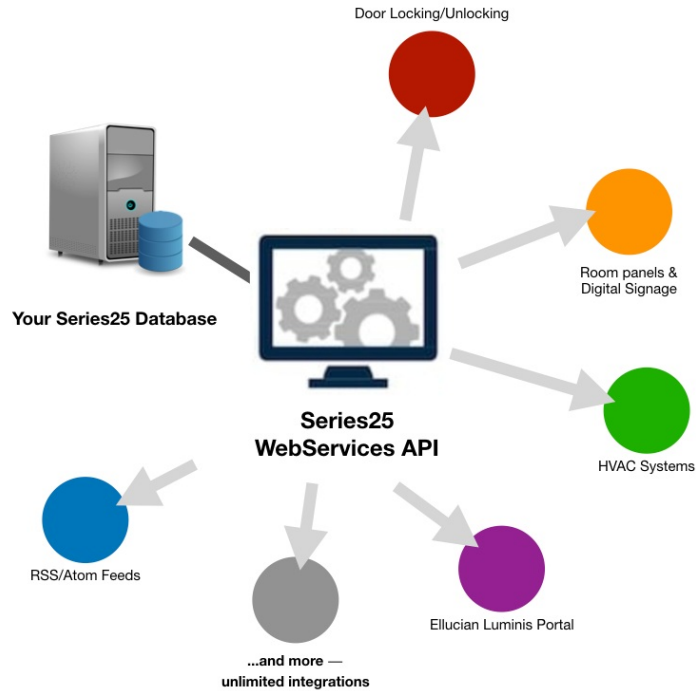 Door Locking/Unlocking
Room panels &
Digital Signage
Your Series25 Database
Series25
WebServices API
HVAC Systems
RSS/Atom Feeds
Ellucian Luminis Portal
...and more —
unlimited integrations